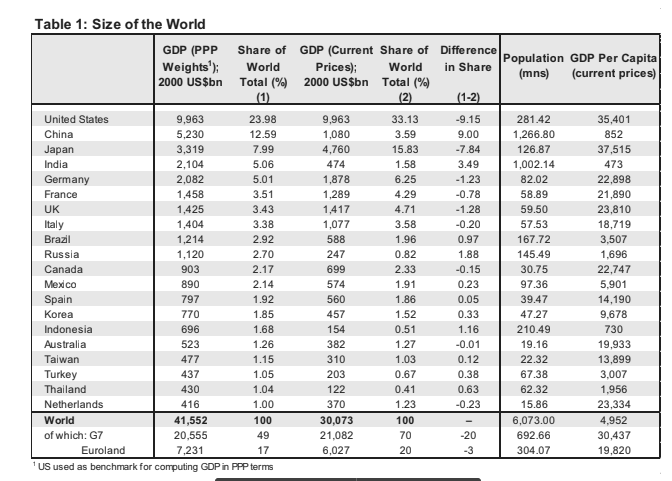 Table 1: Size of the World
GDP (PPP Weights¹); 2000 US$bn Share of World Total (%) (1) GDP (Current Prices); 2000 US$bn Share of World Total (%) (2) Difference in Share (1-2) Population (mns) GDP Per Capita (current prices)
United States 9,963 23.98 9,963 33.13 -9.15 281.42 35,401
China 5,230 12.59 1,080 3.59 9.00 1,266.80 852
Japan 3,319 7.99 4,760 15.83 -7.84 126.87 37,515
India 2,104 5.06 474 1.58 3.49 1,002.14 473
Germany 2,082 5.01 1,878 6.25 -1.23 82.02 22,898
France 1,458 3.51 1,289 4.29 -0.78 58.89 21,890
UK 1,425 3.43 1,417 4.71 -1.28 59.50 23,810
Italy 1,404 3.38 1,077 3.58 -0.20 57.53 18,719
Brazil 1,214 2.92 588 1.96 0.97 167.72 3,507
Russia 1,120 2.70 247 0.82 1.88 145.49 1,696
Canada 903 2.17 699 2.33 -0.15 30.75 22,747
Mexico 890 2.14 574 1.91 0.23 97.36 5,901
Spain 797 1.92 560 1.86 0.05 39.47 14,190
Korea 770 1.85 457 1.52 0.33 47.27 9,678
Indonesia 696 1.68 154 0.51 1.16 210.49 730
Australia 523 1.26 382 1.27 -0.01 19.16 19,933
Taiwan 477 1.15 310 1.03 0.12 22.32 13,899
Turkey 437 1.05 203 0.67 0.38 67.38 3,007
Thailand 430 1.04 122 0.41 0.63 62.32 1,956
Netherlands 416 1.00 370 1.23 -0.23 15.86 23,334
World 41,552 100 30,073 100 – 6,073.00 4,952
of which: G7 20,555 49 21,082 70 -20 692.66 30,437
Euroland 7,231 17 6,027 20 -3 304.07 19,820
¹ US used as benchmark for computing GDP in PPP terms